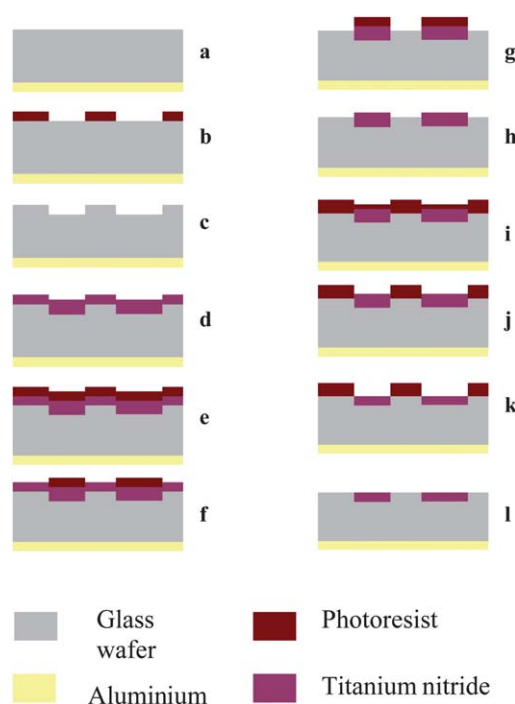 a
b
c
d
e
f
g
h
i
j
k
l
Glass
wafer
Photoresist
Aluminium
Titanium nitride